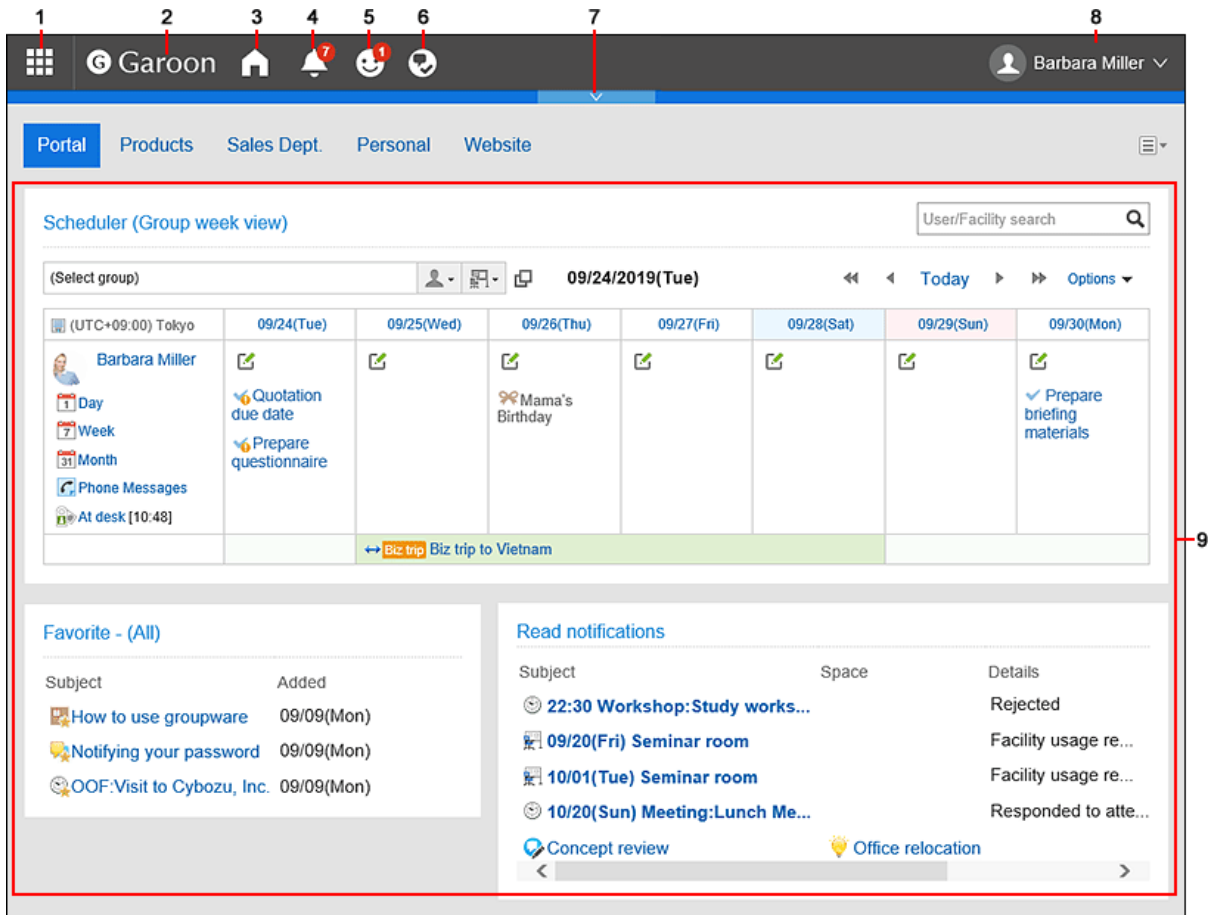 1 2 3 4 5 6 7 8
G Garoon 7 1 Barbara Miller
Portal Products Sales Dept. Personal Website
Scheduler (Group week view) User/Facility search
(Select group) 09/24/2019(Tue) Today Options
(UTC+09:00) Tokyo 09/24(Tue) 09/25(Wed) 09/26(Thu) 09/27(Fri) 09/28(Sat) 09/29(Sun) 09/30(Mon)
Barbara Miller
Quotation
due date
Prepare
questionnaire
Mama's
Birthday
Prepare
briefing
materials
1 Day
7 Week
31 Month
Phone Messages
At desk [10:48]
Biz trip Biz trip to Vietnam
9
Favorite - (All)
Subject Added
How to use groupware 09/09(Mon)
Notifying your password 09/09(Mon)
OOF:Visit to Cybozu, Inc. 09/09(Mon)
Read notifications
Subject Space Details
22:30 Workshop:Study works... Rejected
09/20(Fri) Seminar room Facility usage re...
10/01(Tue) Seminar room Facility usage re...
10/20(Sun) Meeting:Lunch Me... Responded to atte...
Concept review Office relocation